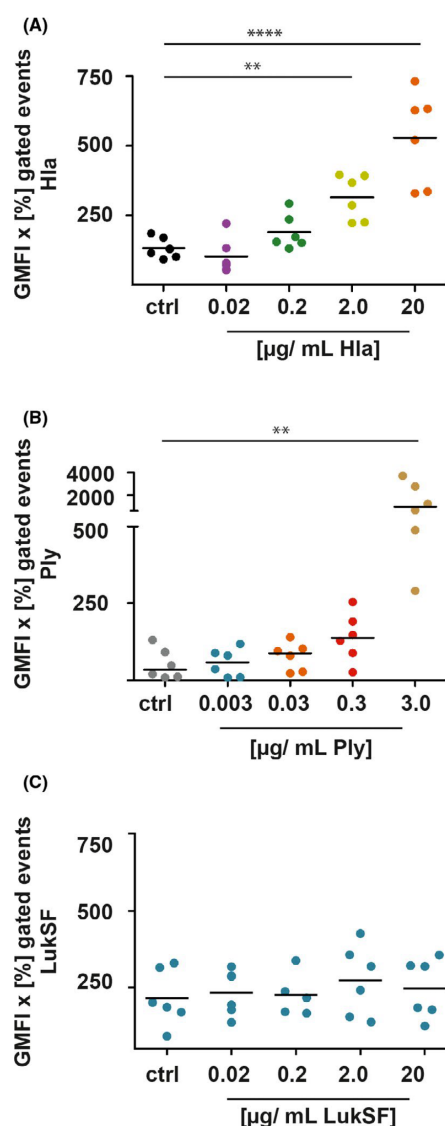 (A)
****
**
GMFI x [%] gated events
Hla
750
500
250
ctrl 0.02 0.2 2.0 20
[µg/ mL Hla]
(B)
**
GMFI x [%] gated events
Ply
4000
2000
500
250
ctrl 0.003 0.03 0.3 3.0
[µg/ mL Ply]
(C)
GMFI x [%] gated events
LukSF
750
500
250
ctrl 0.02 0.2 2.0 20
[µg/ mL LukSF]